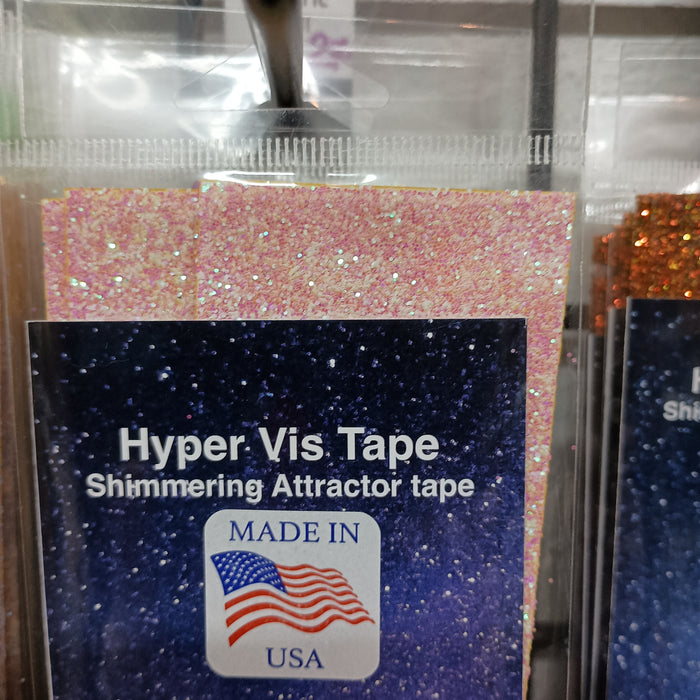 Hyper Vis Tape
Shimmering Attractor tape
MADE IN
USA